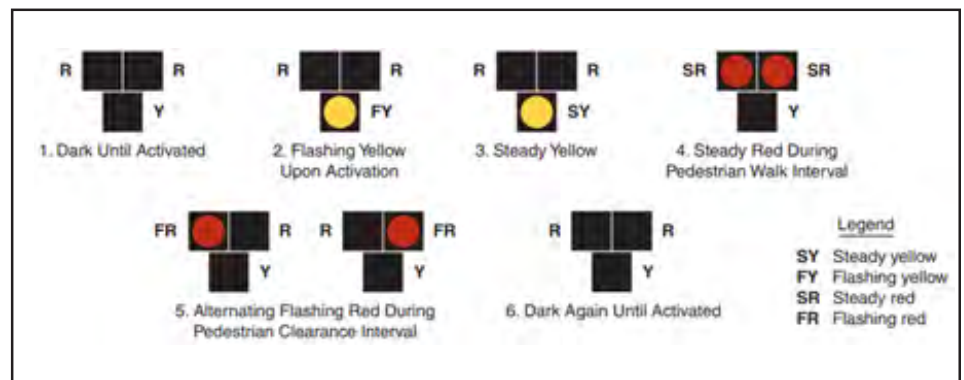 R R R R R R SR SR
Y FY SY Y
1. Dark Until Activated
2. Flashing Yellow
Upon Activation
3. Steady Yellow
4. Steady Red During
Pedestrian Walk Interval
FR R R FR R R
Y Y Y
5. Alternating Flashing Red During
Pedestrian Clearance Interval
6. Dark Again Until Activated
Legend
SY Steady yellow
FY Flashing yellow
SR Steady red
FR Flashing red